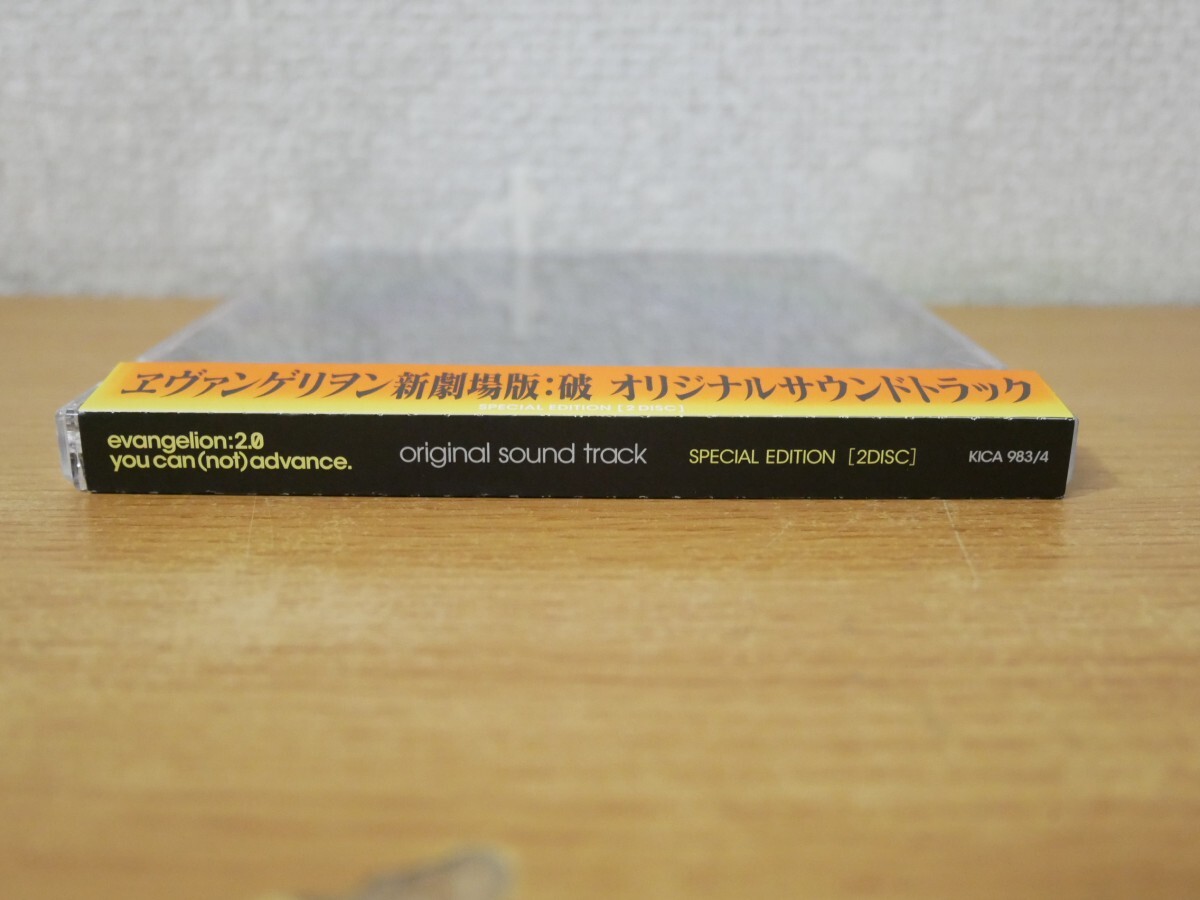 ヱヴァンゲリヲン新劇場版:破 オリジナルサウンドトラック
SPECIAL EDITION [2DISC]
evangelion:2.0
you can (not) advance.
original sound track
SPECIAL EDITION [2DISC]
KICA 983/4